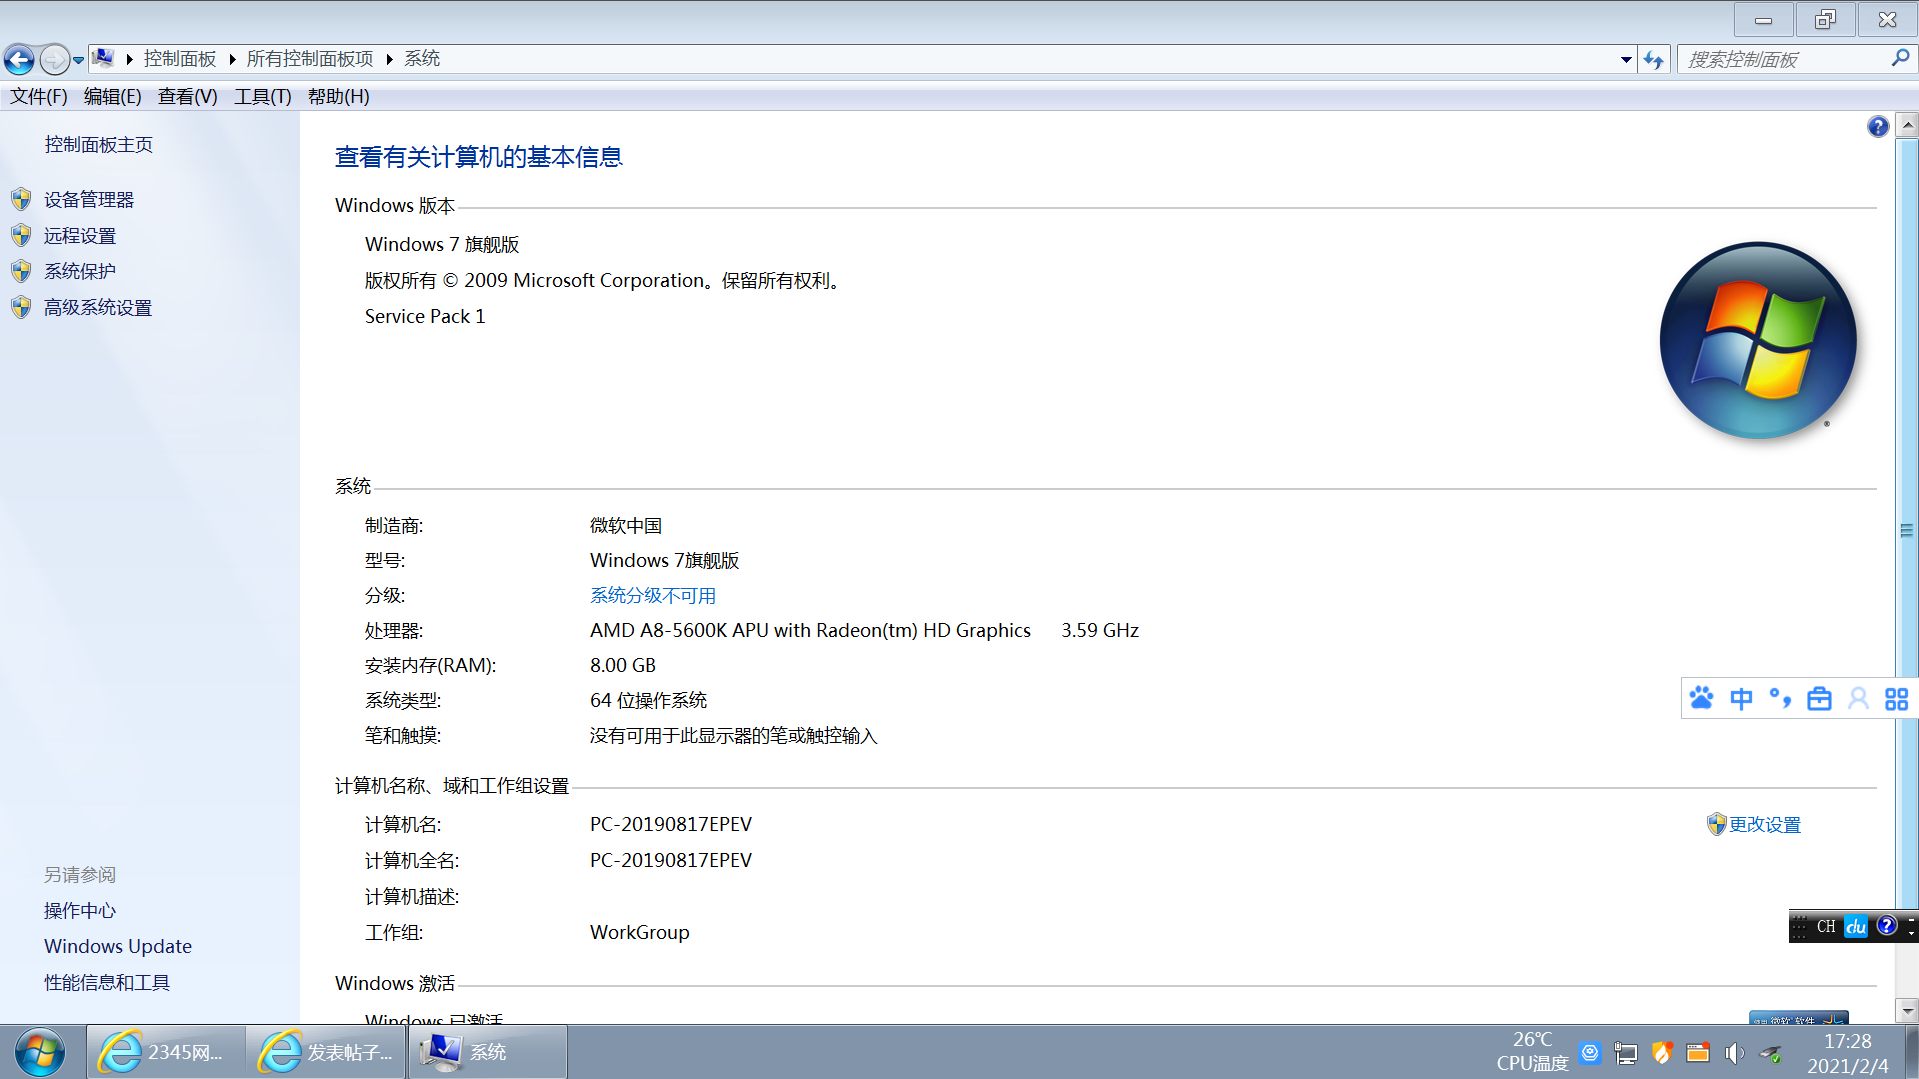 控制面板 所有控制面板项 系统
搜索控制面板
文件(F) 编辑(E) 查看(V) 工具(T) 帮助(H)
控制面板主页
设备管理器
远程设置
系统保护
高级系统设置
另请参阅
操作中心
Windows Update
性能信息和工具
查看有关计算机的基本信息
Windows 版本
Windows 7 旗舰版
版权所有 © 2009 Microsoft Corporation。保留所有权利。
Service Pack 1
系统
制造商: 微软中国
型号: Windows 7旗舰版
分级: 系统分级不可用
处理器: AMD A8-5600K APU with Radeon(tm) HD Graphics 3.59 GHz
安装内存(RAM): 8.00 GB
系统类型: 64 位操作系统
笔和触摸: 没有可用于此显示器的笔或触控输入
中
计算机名称、域和工作组设置
计算机名: PC-20190817EPEV
更改设置
计算机全名: PC-20190817EPEV
计算机描述:
工作组: WorkGroup
CH du
Windows 激活
Windows 已激活
2345网... 发表帖子... 系统
26℃
CPU温度
17:28
2021/2/4